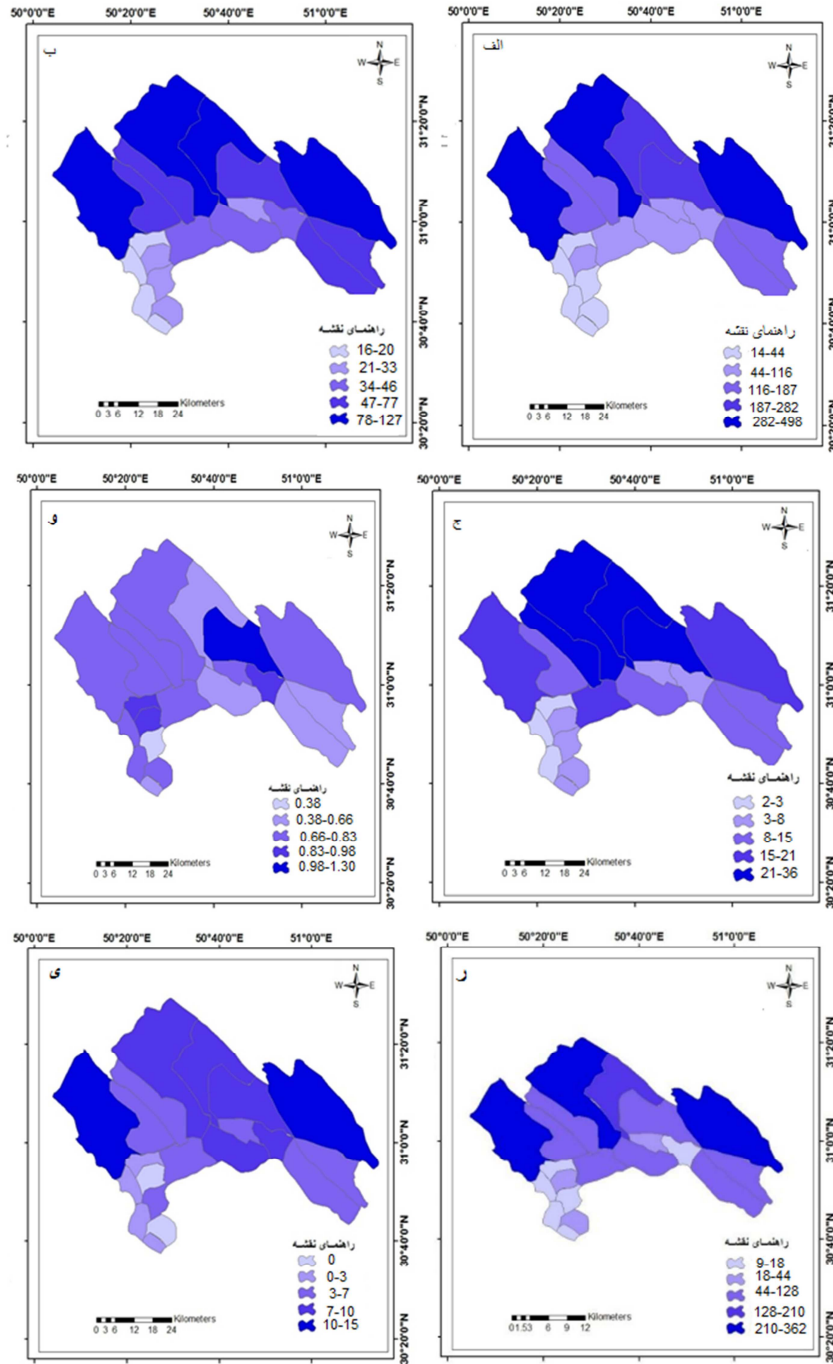 50°0'0"E 50°20'0"E 50°40'0"E 51°0'0"E
الف
N
W E
S
31°20'0"N
31°0'0"N
30°40'0"N
30°20'0"N
راهنمای نقشه
14-44
44-116
116-187
187-282
282-498
Kilometers
0 3 6 12 18 24
50°0'0"E 50°20'0"E 50°40'0"E 51°0'0"E
ب
N
W E
S
31°20'0"N
31°0'0"N
30°40'0"N
30°20'0"N
راهنمای نقشه
16-20
21-33
34-46
47-77
78-127
Kilometers
0 3 6 12 18 24
50°0'0"E 50°20'0"E 50°40'0"E 51°0'0"E
ج
N
W E
S
31°20'0"N
31°0'0"N
30°40'0"N
30°20'0"N
راهنمای نقشه
2-3
3-8
8-15
15-21
21-36
Kilometers
0 3 6 12 18 24
50°0'0"E 50°20'0"E 50°40'0"E 51°0'0"E
و
N
W E
S
31°20'0"N
31°0'0"N
30°40'0"N
30°20'0"N
راهنمای نقشه
0.38
0.38-0.66
0.66-0.83
0.83-0.98
0.98-1.30
Kilometers
0 3 6 12 18 24
50°0'0"E 50°20'0"E 50°40'0"E 51°0'0"E
ر
N
W E
S
31°20'0"N
31°0'0"N
30°40'0"N
30°20'0"N
راهنمای نقشه
9-18
18-44
44-128
128-210
210-362
Kilometers
01.53 6 9 12
50°0'0"E 50°20'0"E 50°40'0"E 51°0'0"E
ی
N
W E
S
31°20'0"N
31°0'0"N
30°40'0"N
30°20'0"N
راهنمای نقشه
0
0-3
3-7
7-10
10-15
Kilometers
0 3 6 12 18 24